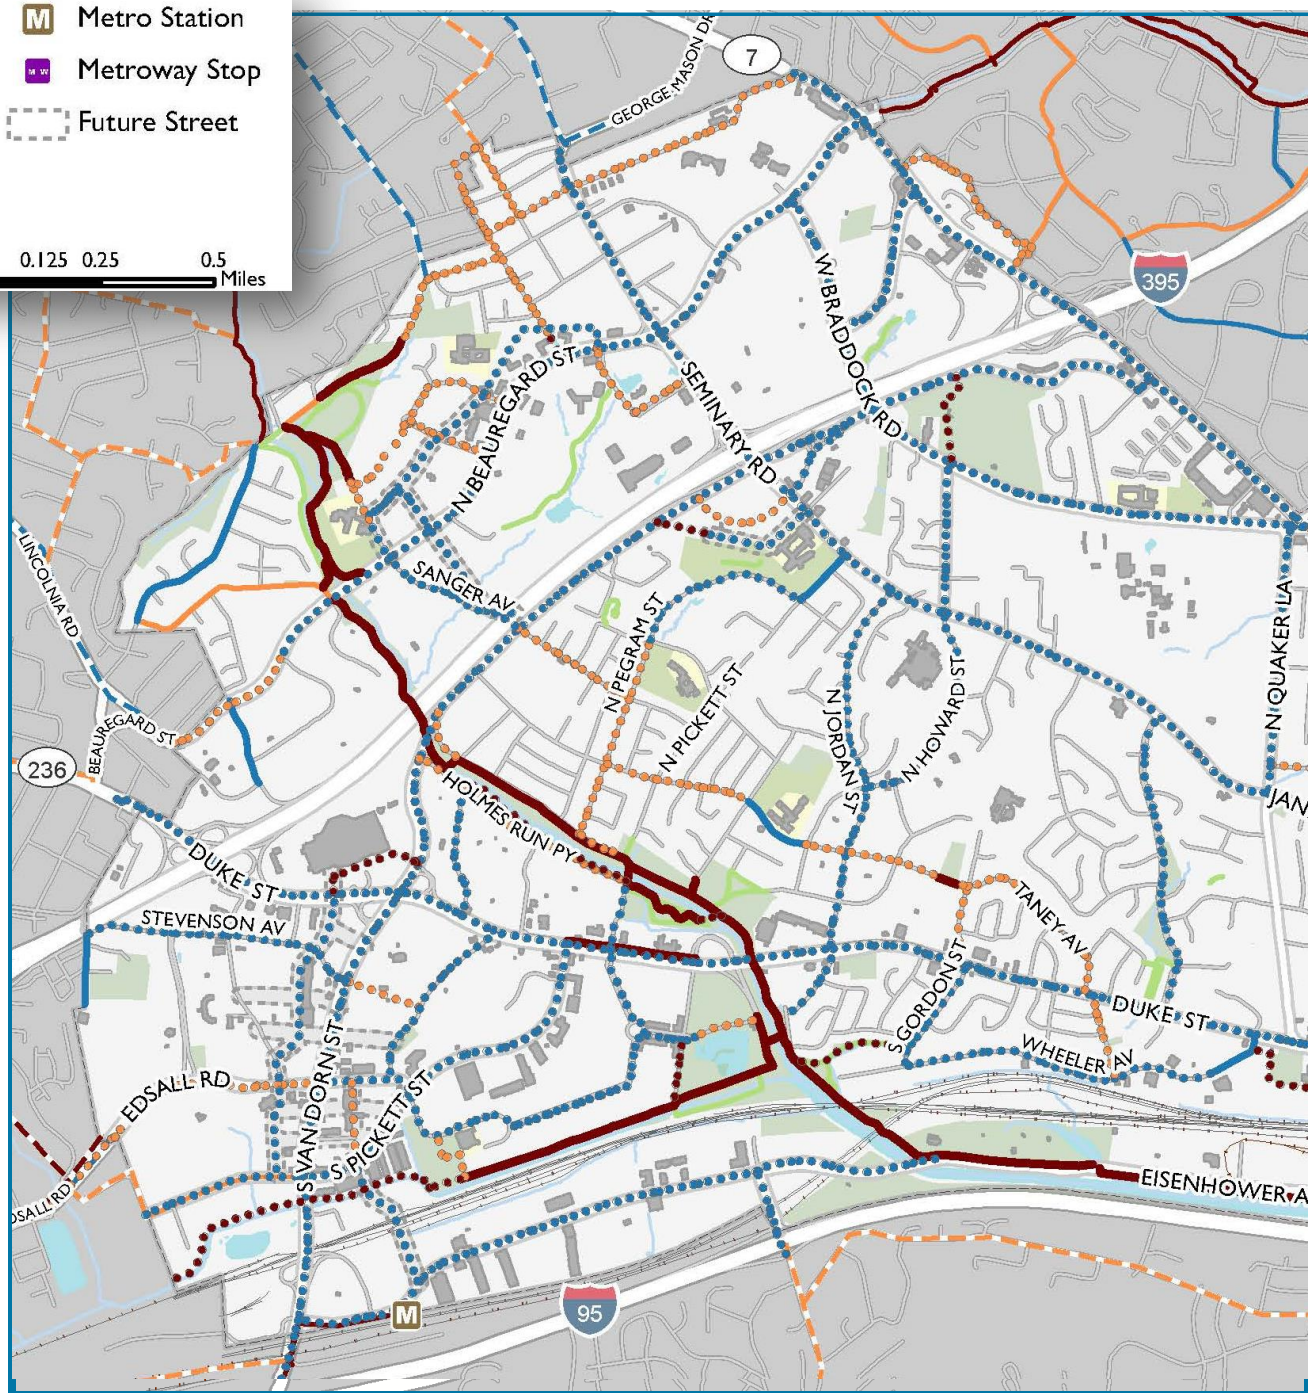 M Metro Station
M W Metroway Stop
Future Street
0.125 0.25 0.5
Miles
7
GEORGE MASON DR
395
W BRADDOCK RD
N BEAUREGARD ST
SEMINARY RD
LINCOLNIA RD
SANGER AV
N PEGRAM ST
N PICKETT ST
N JORDAN ST
N HOWARD ST
N QUAKER LA
BEAUREGARD ST
236
HOLMES RUN PY
JAN
DUKE ST
STEVENSON AV
TANEY AV
S GORDON ST
DUKE ST
WHEELER AV
EDSALL RD
S VAN DORN ST
S PICKETT ST
DSALL RD
EISENHOWER A
M
95